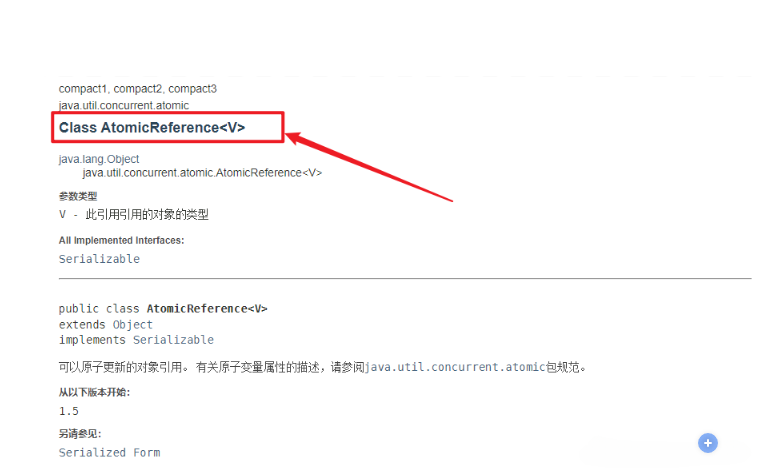 compact1, compact2, compact3
java.util.concurrent.atomic
Class AtomicReference<V>
java.lang.Object
java.util.concurrent.atomic.AtomicReference<V>
参数类型
V - 此引用引用的对象的类型
All Implemented Interfaces:
Serializable
public class AtomicReference<V>
extends Object
implements Serializable
可以原子更新的对象引用。 有关原子变量属性的描述，请参阅java.util.concurrent.atomic包规范。
从以下版本开始：
1.5
另请参见：
Serialized Form